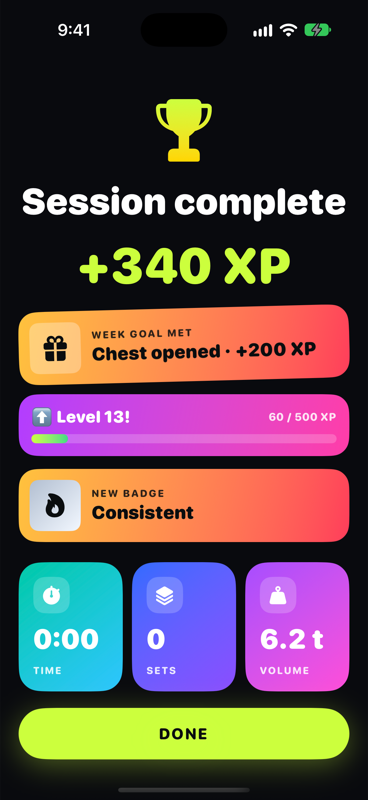 9:41
Session complete
+340 XP
WEEK GOAL MET
Chest opened · +200 XP
⬆️ Level 13!
60 / 500 XP
NEW BADGE
Consistent
0:00
TIME
0
SETS
6.2 t
VOLUME
DONE